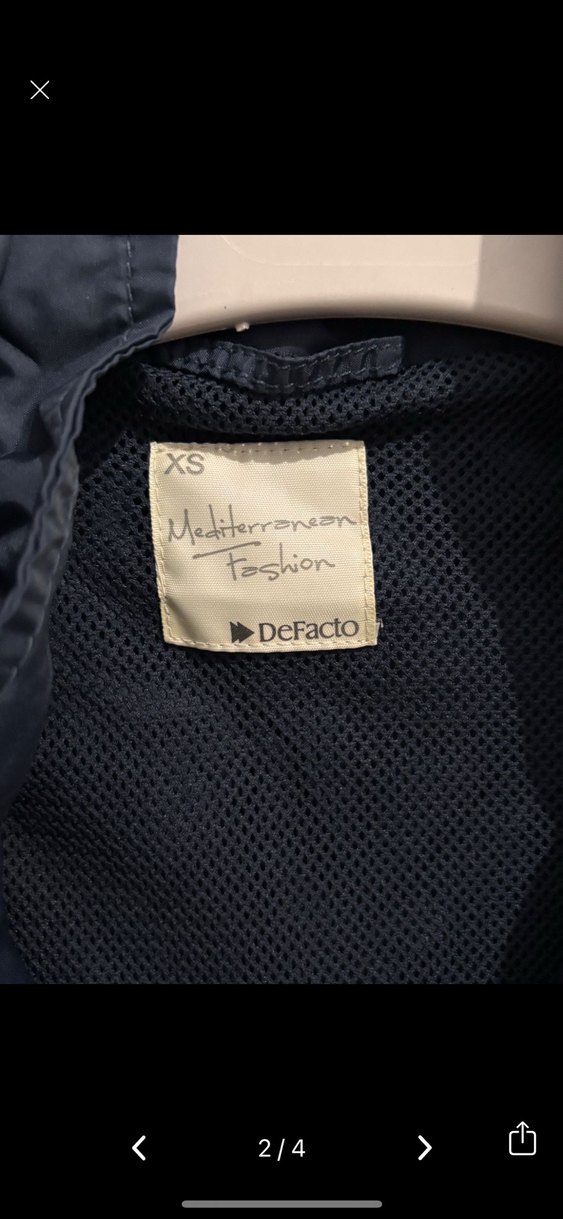 XS
Mediterranean
Fashion
DeFacto
2 / 4